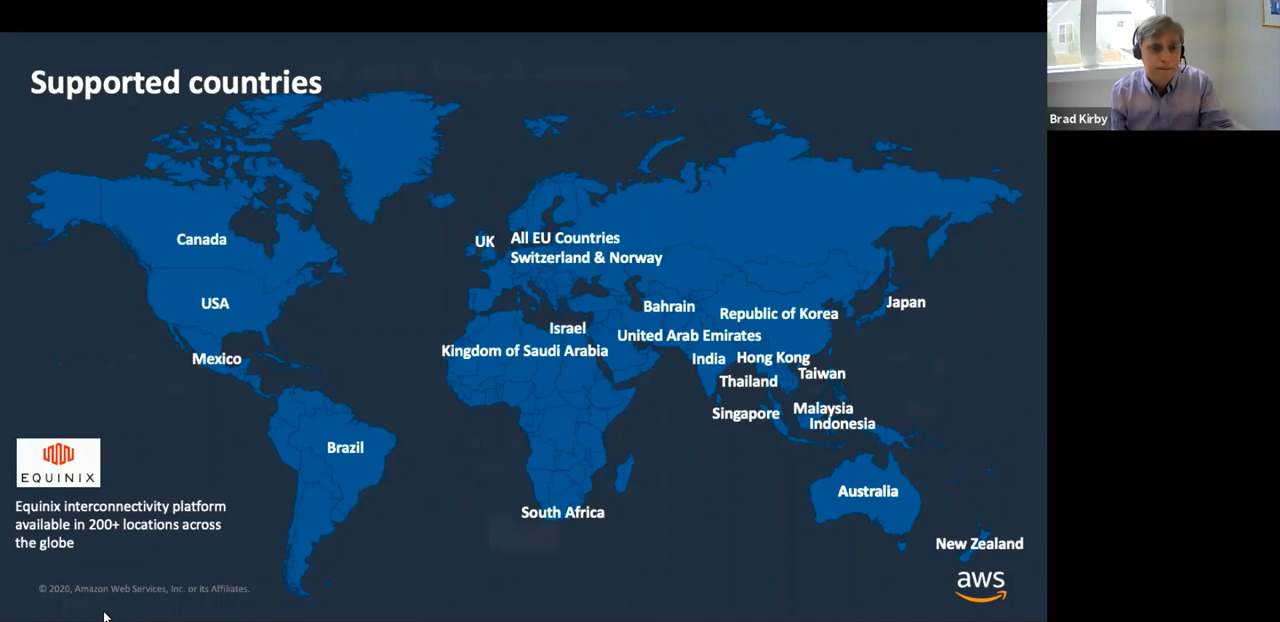 Supported countries
Brad Kirby
Canada
UK
All EU Countries
Switzerland & Norway
USA
Bahrain
Republic of Korea
Japan
Israel
United Arab Emirates
Mexico
Kingdom of Saudi Arabia
India
Hong Kong
Taiwan
Thailand
Singapore
Malaysia
Indonesia
Brazil
EQUINIX
Equinix interconnectivity platform
available in 200+ locations across
the globe
Australia
South Africa
New Zealand
aws
© 2020, Amazon Web Services, Inc. or its Affiliates.